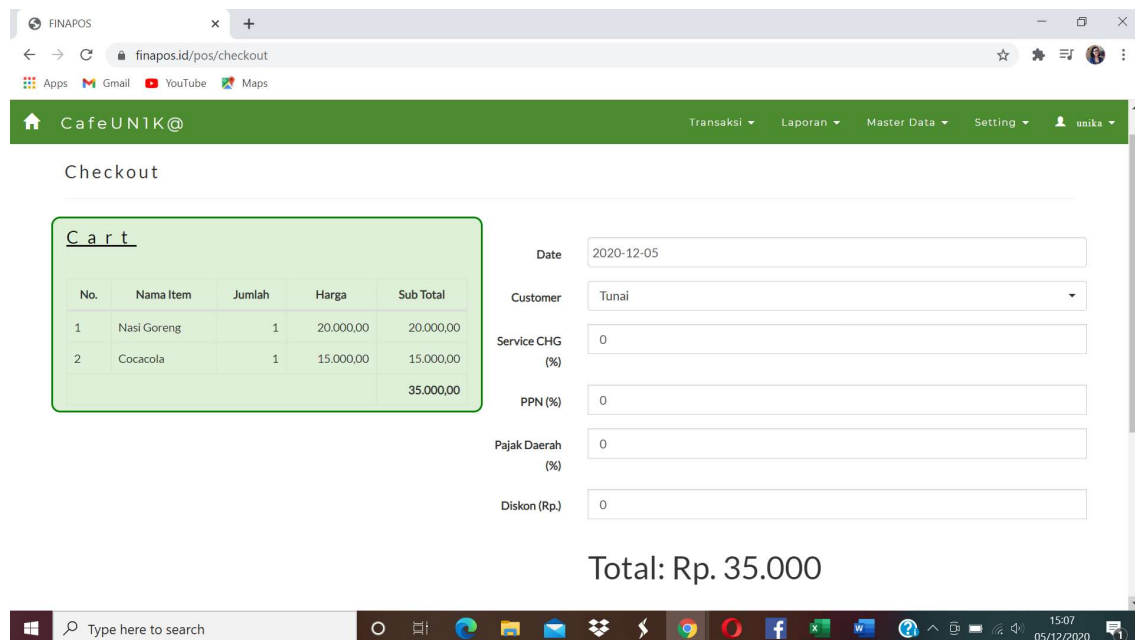 FINAPOS
finapos.id/pos/checkout
Apps Gmail YouTube Maps
CafeUN1K@ Transaksi Laporan Master Data Setting unika
Checkout
Cart
No. Nama Item Jumlah Harga Sub Total
1 Nasi Goreng 1 20.000,00 20.000,00
2 Cocacola 1 15.000,00 15.000,00
35.000,00
Date 2020-12-05
Customer Tunai
Service CHG
(%) 0
PPN (%) 0
Pajak Daerah
(%) 0
Diskon (Rp.) 0
Total: Rp. 35.000
Type here to search
15:07
05/12/2020